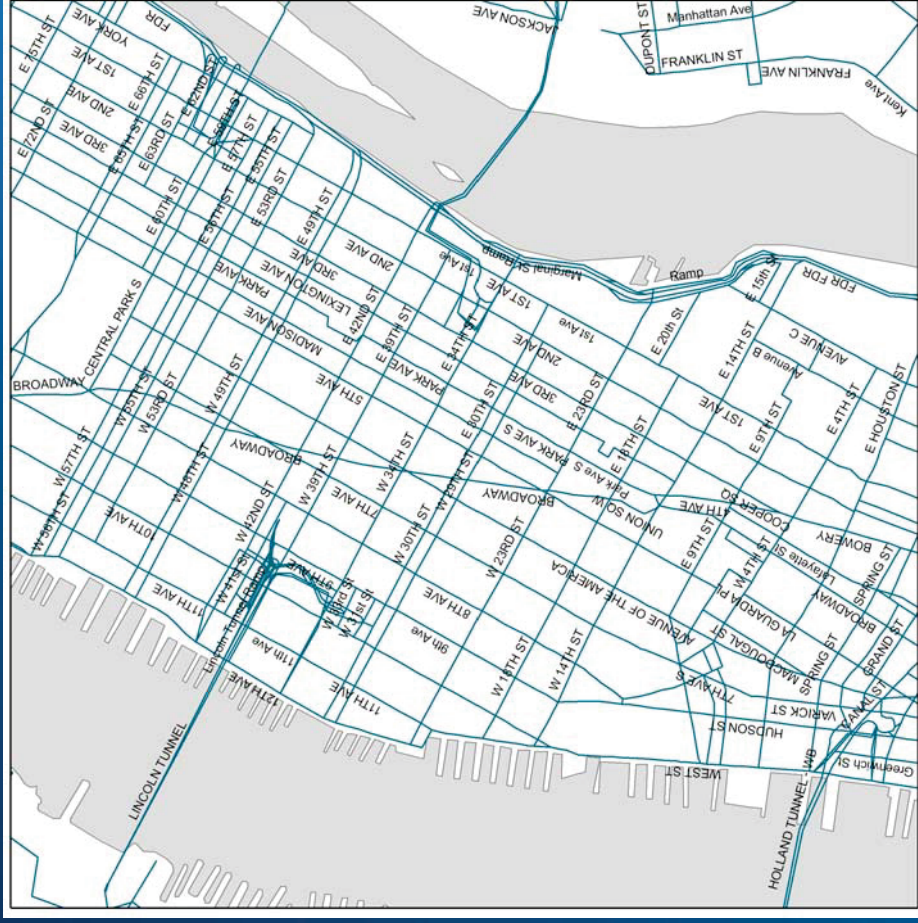 FDR
YORK AVE
E 75TH ST
1ST AVE
2ND AVE
E 66TH ST
E 62ND ST
E 72ND ST
3RD AVE
E 65TH ST
E 63RD ST
E 57TH ST
E 55TH ST
E 53RD ST
E 60TH ST
E 56TH ST
E 49TH ST
JACKSON AVE
DUPONT ST
Manhattan Ave
FRANKLIN ST
FRANKLIN AVE
Kent Ave
CENTRAL PARK S
PARK AVE
LEXINGTON AVE
3RD AVE
2ND AVE
1st Ave
Marginal St Ramp
Ramp
E 15th St
FDR FDR
MADISON AVE
E 42ND ST
E 39TH ST
E 34TH ST
1ST AVE
1st Ave
E 20th St
E 14TH ST
AVENUE C
Avenue B
BROADWAY
W 55TH ST
W 53RD ST
W 49TH ST
5TH AVE
PARK AVE
2ND AVE
3RD AVE
E 30TH ST
E 23RD ST
1ST AVE
E 9TH ST
E 4TH ST
E HOUSTON ST
W 57TH ST
W 48TH ST
BROADWAY
W 39TH ST
W 34TH ST
PARK AVE S
E 18TH ST
Park Ave S
W 56TH ST
10TH AVE
W 42ND ST
7TH AVE
W 29TH ST
BROADWAY
UNION SQ W
4TH AVE
COOPER SQ
BOWERY
11TH AVE
W 41st St
9TH AVE
W 30TH ST
W 23RD ST
E 9TH ST
W 4TH ST
Lafayette St
SPRING ST
Lincoln Tunnel Ramp
W 33rd St
W 31st St
8TH AVE
AVENUE OF THE AMERICA
LA GUARDIA PL
BROADWAY
11th Ave
9th Ave
W 16TH ST
W 14TH ST
MACDOUGAL ST
SPRING ST
GRAND ST
12TH AVE
11TH AVE
7TH AVE S
VARICK ST
CANAL ST
HUDSON ST
LINCOLN TUNNEL
WEST ST
HOLLAND TUNNEL - WB
Greenwich St